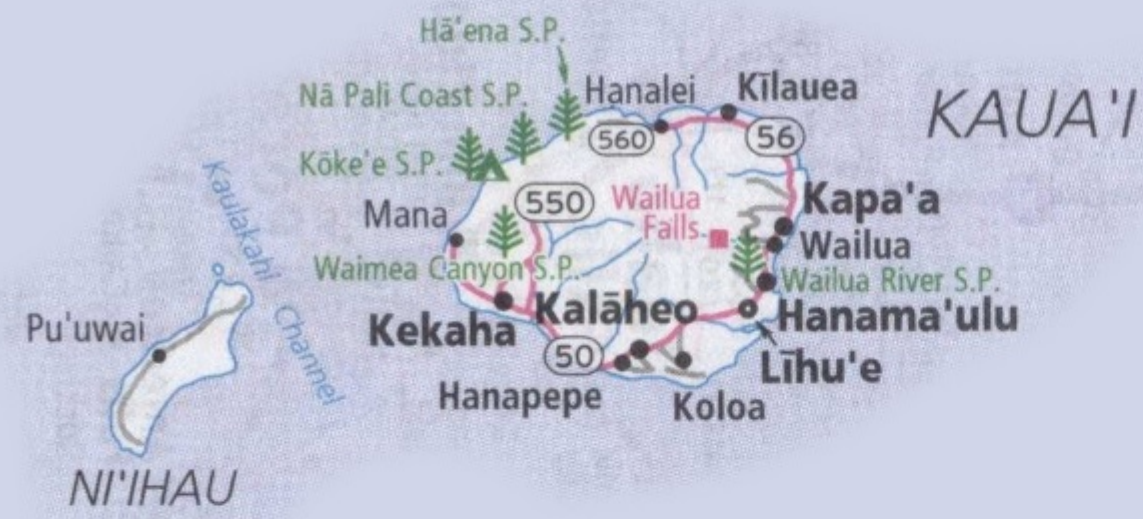 Hā'ena S.P.
Nā Pali Coast S.P.
Hanalei
Kīlauea
KAUA'I
560
56
Kōke'e S.P.
Kaulakahi Channel
Mana
550
Wailua
Falls
Kapa'a
Wailua
Waimea Canyon S.P.
Wailua River S.P.
Pu'uwai
Kekaha
Kalāheo
Hanama'ulu
50
Līhu'e
Hanapepe
Koloa
NI'IHAU